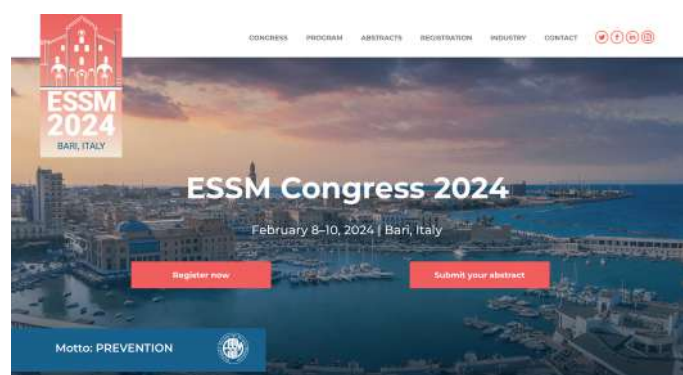 CONGRESS PROGRAM ABSTRACTS REGISTRATION INDUSTRY CONTACT
ESSM
2024
BARI, ITALY
ESSM Congress 2024
February 8–10, 2024 | Bari, Italy
Register now Submit your abstract
Motto: PREVENTION